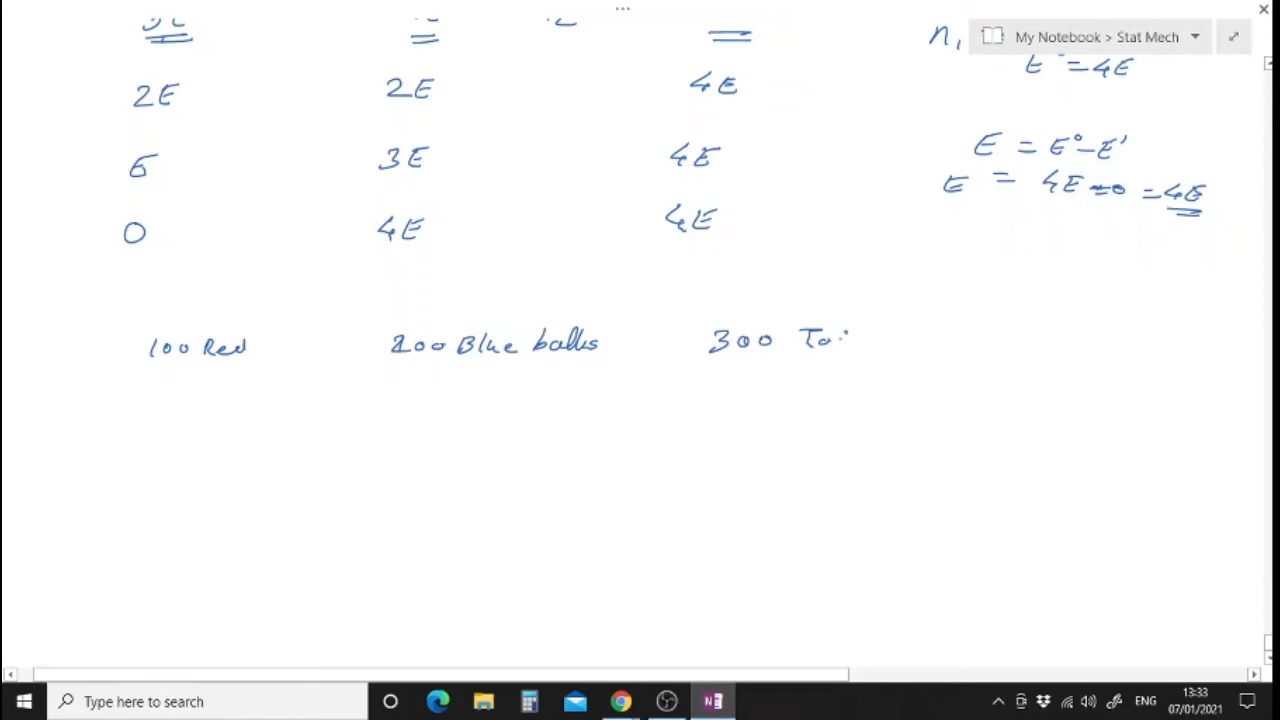 n,
My Notebook > Stat Mech
E° = 4E
2E 2E 4E
E = E° - E'
E 3E 4E
E = 4E - 0 = 4E
0 4E 4E
100 Red 200 Blue balls 300 To
Type here to search
ENG
13:33
07/01/2021